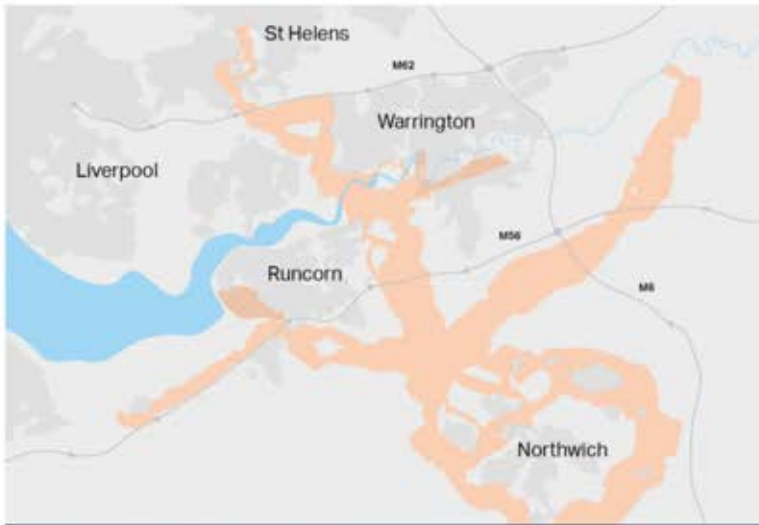 St Helens
M62
Warrington
Liverpool
M56
Runcorn
M6
Northwich